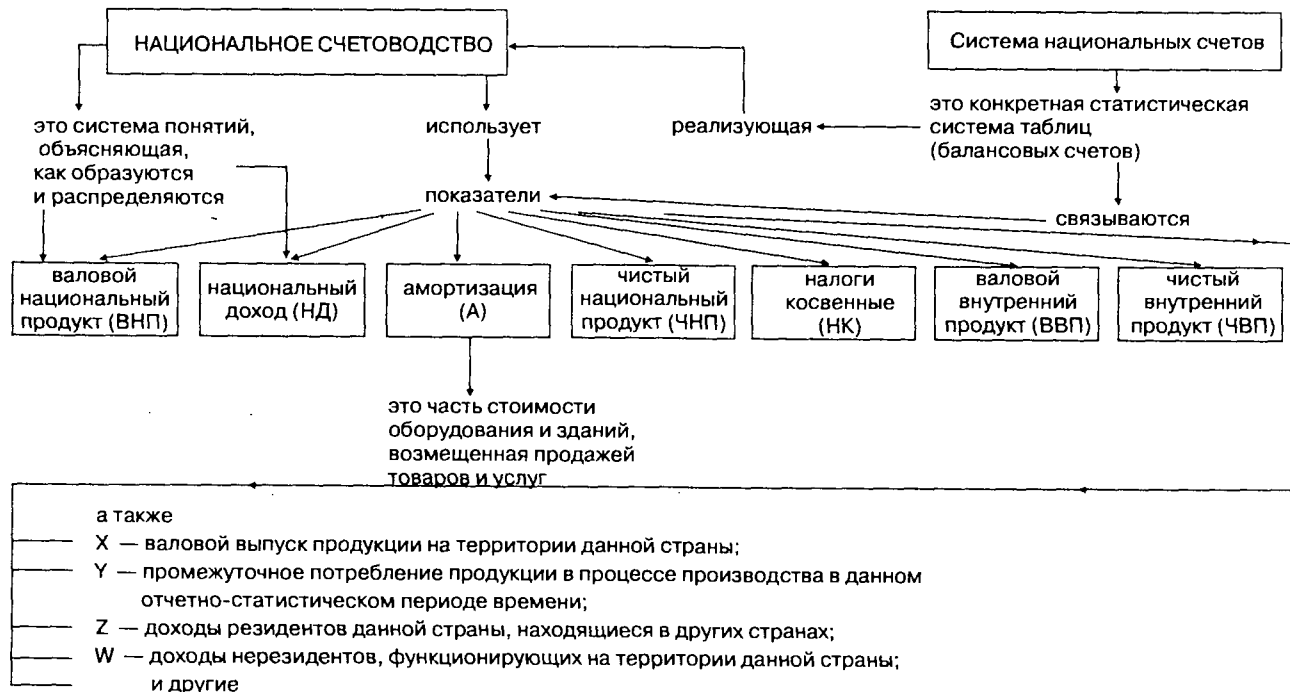 НАЦИОНАЛЬНОЕ СЧЕТОВОДСТВО
Система национальных счетов
это система понятий,
объясняющая,
как образуются
и распределяются
использует
реализующая
это конкретная статистическая
система таблиц
(балансовых счетов)
показатели
связываются
валовой
национальный
продукт (ВНП)
национальный
доход (НД)
амортизация
(А)
чистый
национальный
продукт (ЧНП)
налоги
косвенные
(НК)
валовой
внутренний
продукт (ВВП)
чистый
внутренний
продукт (ЧВП)
это часть стоимости
оборудования и зданий,
возмещенная продажей
товаров и услуг
а также
X — валовой выпуск продукции на территории данной страны;
Y — промежуточное потребление продукции в процессе производства в данном
отчетно-статистическом периоде времени;
Z — доходы резидентов данной страны, находящиеся в других странах;
W — доходы нерезидентов, функционирующих на территории данной страны;
и другие